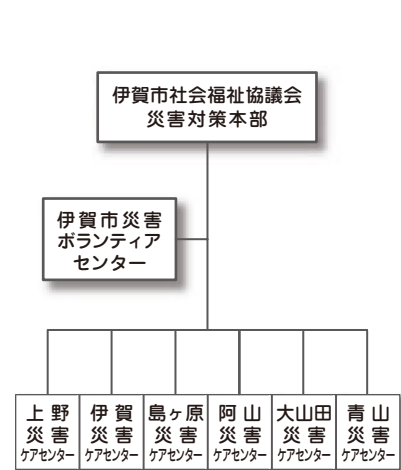 伊賀市社会福祉協議会
災害対策本部
伊賀市災害
ボランティア
センター
上野
災害
ケアセンター
伊賀
災害
ケアセンター
島ヶ原
災害
ケアセンター
阿山
災害
ケアセンター
大山田
災害
ケアセンター
青山
災害
ケアセンター